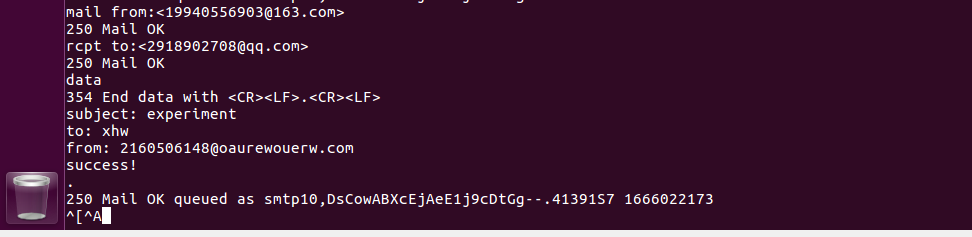 mail from:<19940556903@163.com>
250 Mail OK
rcpt to:<2918902708@qq.com>
250 Mail OK
data
354 End data with <CR><LF>.<CR><LF>
subject: experiment
to: xhw
from: 2160506148@oaurewouerw.com
success!
.
250 Mail OK queued as smtp10,DsCowABXcEjAeE1j9cDtGg--.41391S7 1666022173
^[^A